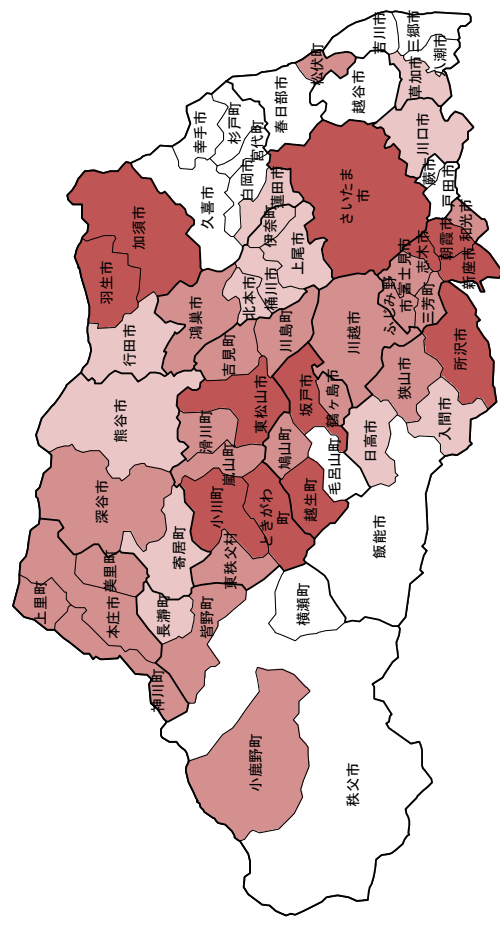 吉川市
三郷市
八潮市
松伏町
草加市
越谷市
春日部市
杉戸町
幸手市
宮代町
川口市
蕨市
戸田市
白岡市
蓮田市
久喜市
さいたま
市
加須市
伊奈町
上尾市
和光市
朝霞市
志木市
新座市
富士見市
羽生市
桶川市
北本市
ふじみ野
市
三芳町
鴻巣市
川島町
川越市
行田市
吉見町
所沢市
狭山市
坂戸市
鶴ヶ島市
東松山市
入間市
熊谷市
滑川町
日高市
鳩山町
嵐山町
毛呂山町
深谷市
小川町
越生町
ときがわ
町
飯能市
寄居町
東秩父村
美里町
上里町
本庄市
長瀞町
皆野町
横瀬町
神川町
小鹿野町
秩父市